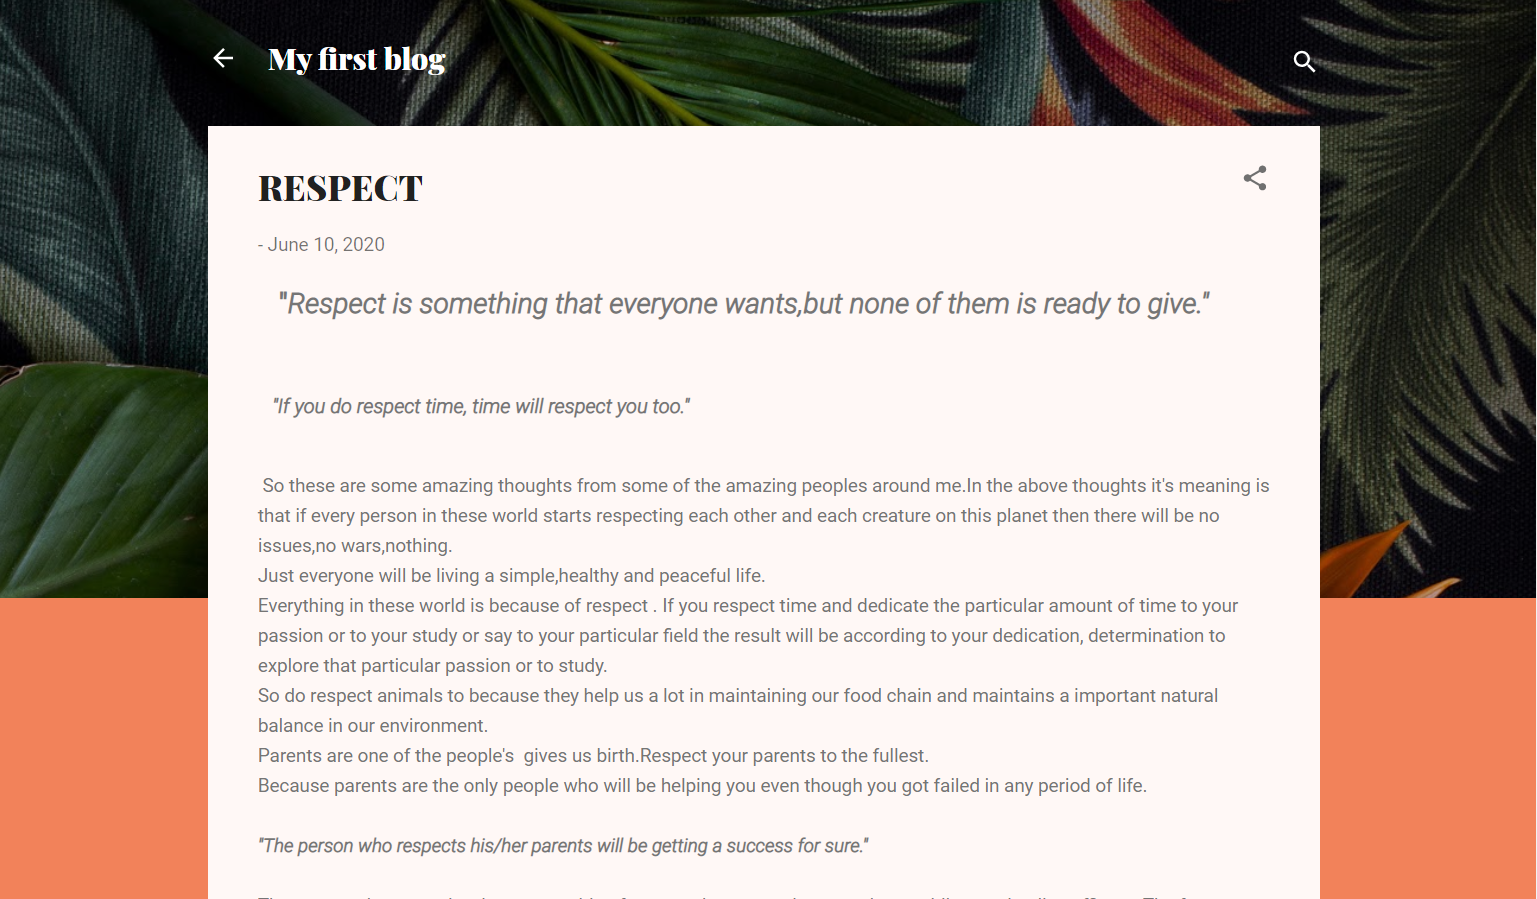 My first blog
RESPECT
- June 10, 2020
"Respect is something that everyone wants,but none of them is ready to give."
"If you do respect time, time will respect you too."
So these are some amazing thoughts from some of the amazing peoples around me.In the above thoughts it's meaning is
that if every person in these world starts respecting each other and each creature on this planet then there will be no
issues,no wars,nothing.
Just everyone will be living a simple,healthy and peaceful life.
Everything in these world is because of respect . If you respect time and dedicate the particular amount of time to your
passion or to your study or say to your particular field the result will be according to your dedication, determination to
explore that particular passion or to study.
So do respect animals to because they help us a lot in maintaining our food chain and maintains a important natural
balance in our environment.
Parents are one of the people's  gives us birth.Respect your parents to the fullest.
Because parents are the only people who will be helping you even though you got failed in any period of life.
"The person who respects his/her parents will be getting a success for sure."